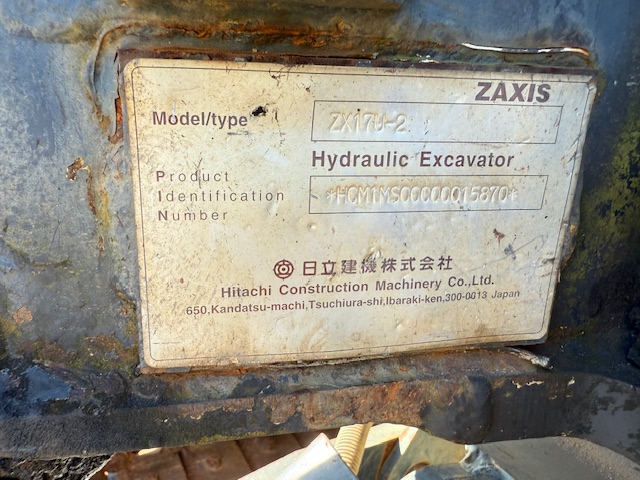 ZAXIS
Model/type ZX17U-2
Hydraulic Excavator
Product
Identification *HCM1MS00000015870*
Number
日立建機株式会社
Hitachi Construction Machinery Co.,Ltd.
650,Kandatsu-machi,Tsuchiura-shi,Ibaraki-ken,300-0013 Japan